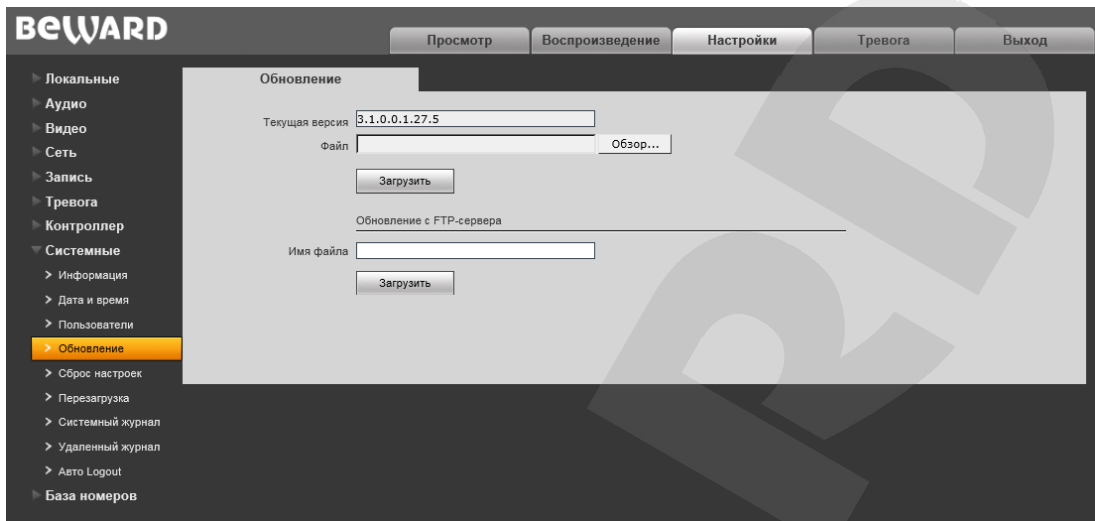 BEWARD
Просмотр Воспроизведение Настройки Тревога Выход
Локальные
Аудио
Видео
Сеть
Запись
Тревога
Контроллер
Системные
Информация
Дата и время
Пользователи
Обновление
Сброс настроек
Перезагрузка
Системный журнал
Удаленный журнал
Авто Logout
База номеров
Обновление
Текущая версия 3.1.0.0.1.27.5
Файл Обзор...
Загрузить
Обновление с FTP-сервера
Имя файла
Загрузить
RD